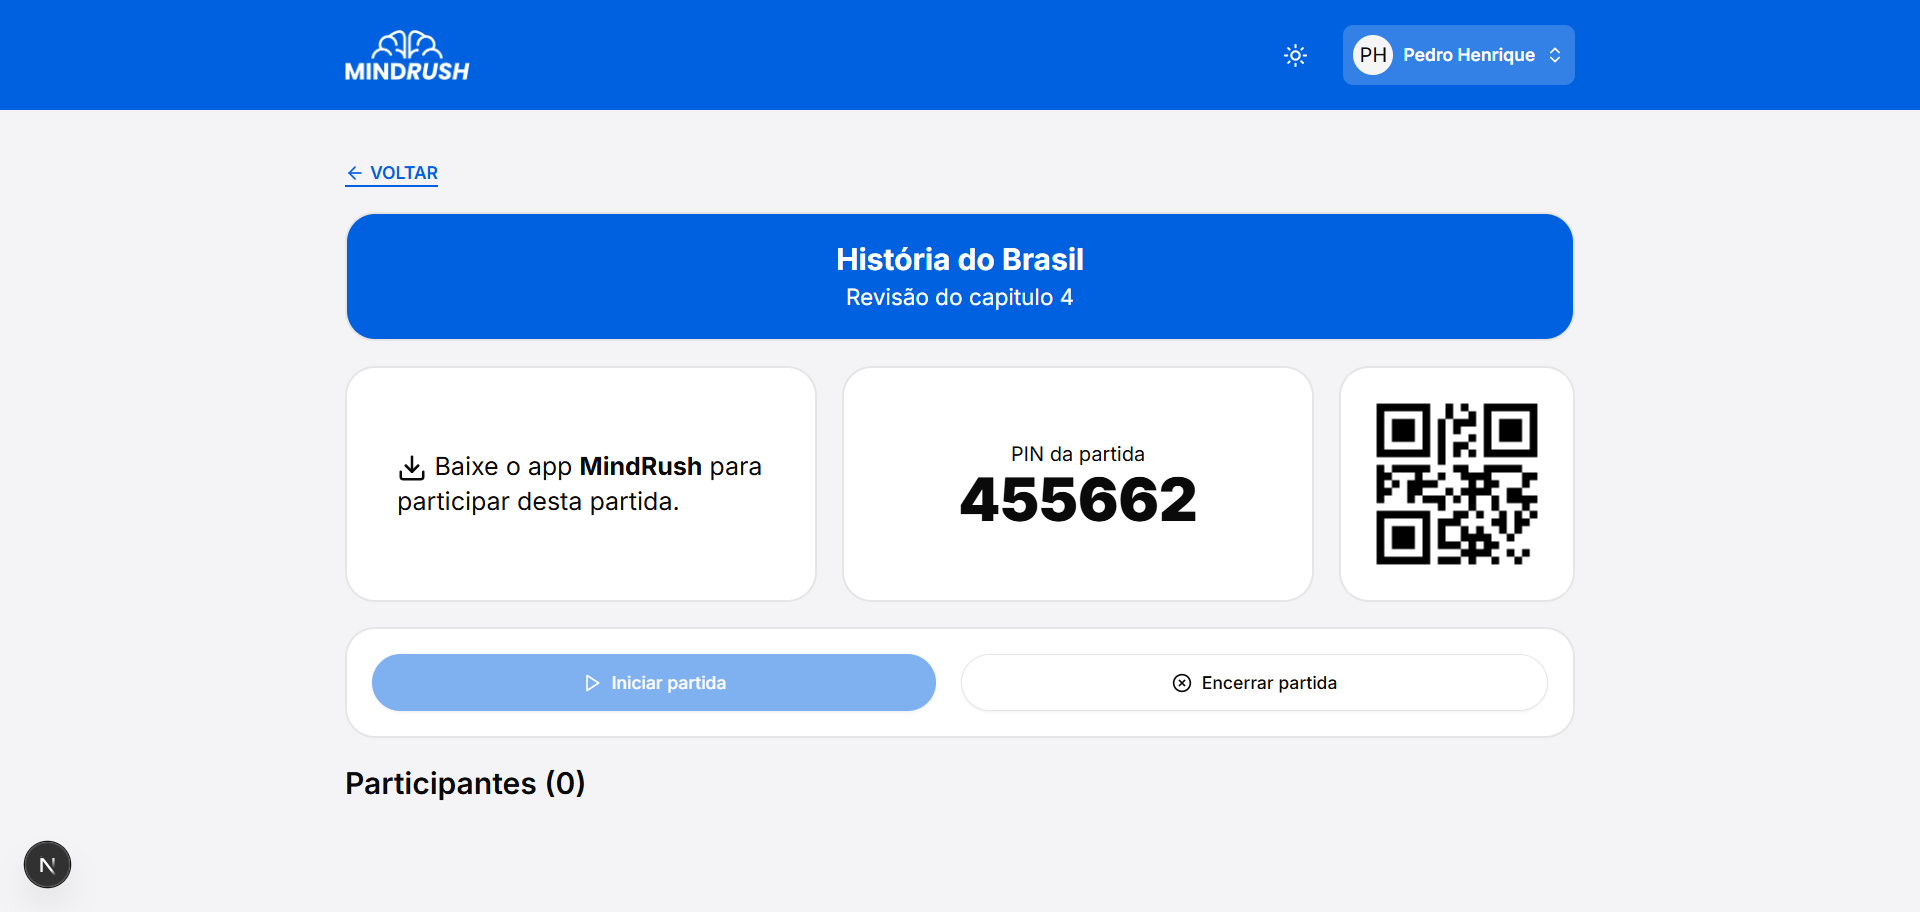 MINDRUSH
PH Pedro Henrique
VOLTAR
História do Brasil
Revisão do capitulo 4
Baixe o app MindRush para
participar desta partida.
PIN da partida
455662
Iniciar partida
Encerrar partida
Participantes (0)
N